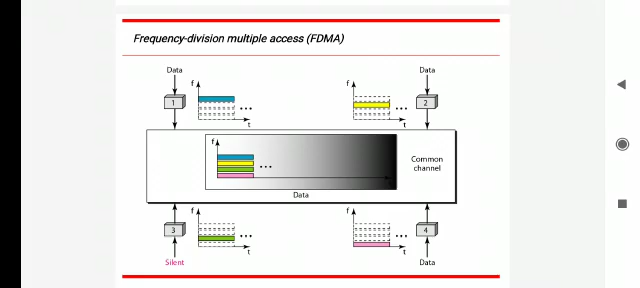 Frequency-division multiple access (FDMA)
Data
Data
f
f
1
2
t
t
f
Common
channel
Data
f
f
3
4
t
t
Silent
Data